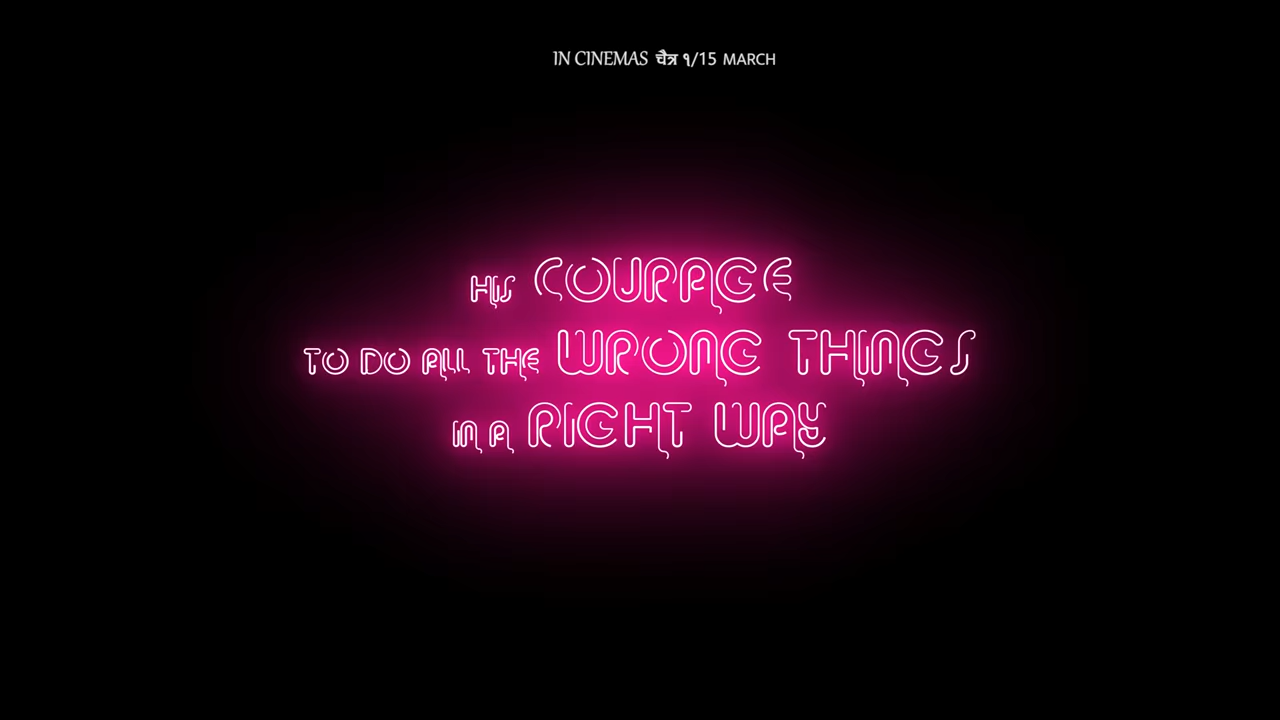 IN CINEMAS चैत्र १/15 MARCH
HIS COURAGE
TO DO ALL THE WRONG THINGS
IN A RIGHT WAY